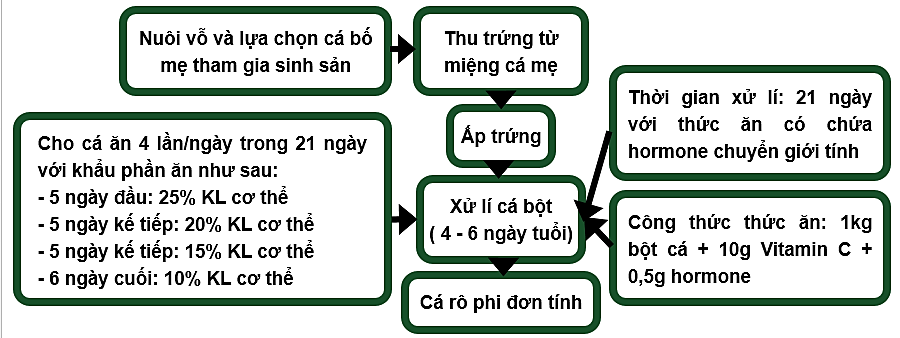 Nuôi vỗ và lựa chọn cá bố
mẹ tham gia sinh sản
Thu trứng từ
miệng cá mẹ
Ấp trứng
Thời gian xử lí: 21 ngày
với thức ăn có chứa
hormone chuyển giới tính
Cho cá ăn 4 lần/ngày trong 21 ngày
với khẩu phần ăn như sau:
- 5 ngày đầu: 25% KL cơ thể
- 5 ngày kế tiếp: 20% KL cơ thể
- 5 ngày kế tiếp: 15% KL cơ thể
- 6 ngày cuối: 10% KL cơ thể
Xử lí cá bột
( 4 - 6 ngày tuổi)
Công thức thức ăn: 1kg
bột cá + 10g Vitamin C +
0,5g hormone
Cá rô phi đơn tính